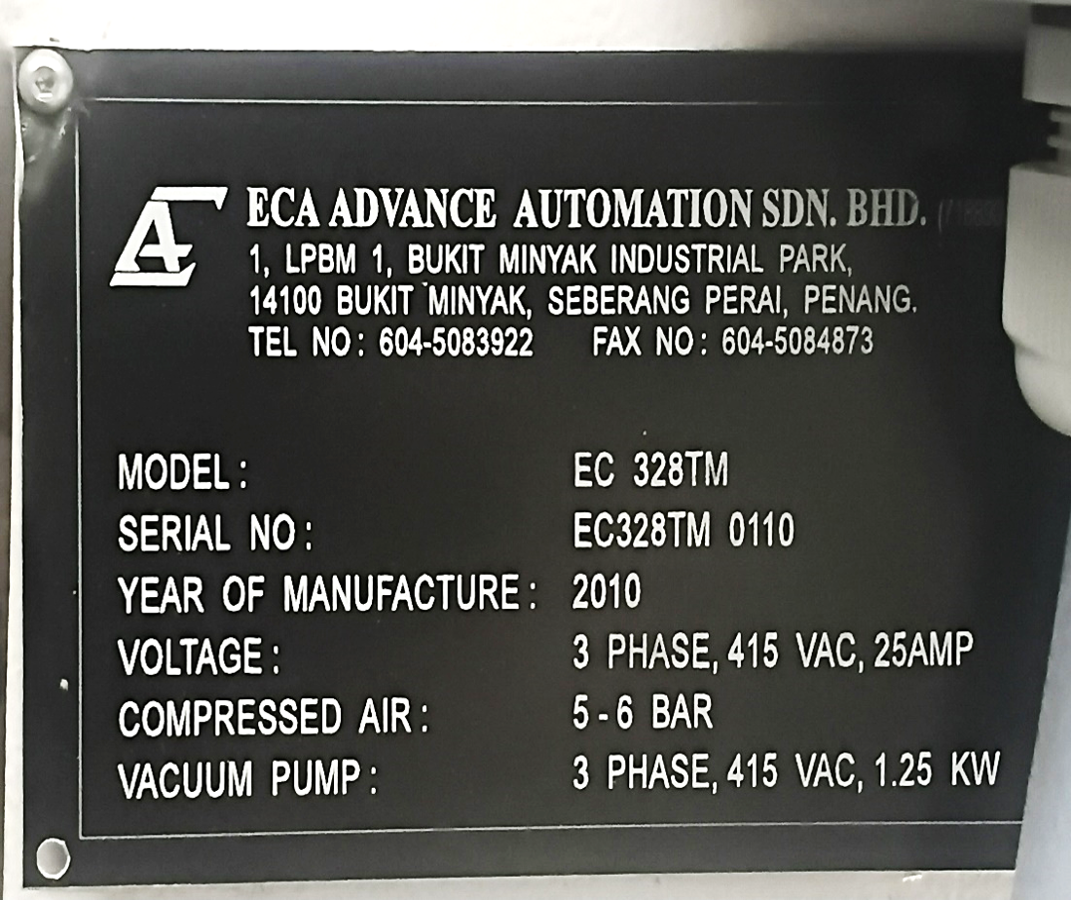 ECA ADVANCE AUTOMATION SDN. BHD.
1, LPBM 1, BUKIT MINYAK INDUSTRIAL PARK,
14100 BUKIT MINYAK, SEBERANG PERAI, PENANG.
TEL NO : 604-5083922 FAX NO : 604-5084873
MODEL : EC 328TM
SERIAL NO : EC328TM 0110
YEAR OF MANUFACTURE : 2010
VOLTAGE : 3 PHASE, 415 VAC, 25AMP
COMPRESSED AIR : 5 - 6 BAR
VACUUM PUMP : 3 PHASE, 415 VAC, 1.25 KW